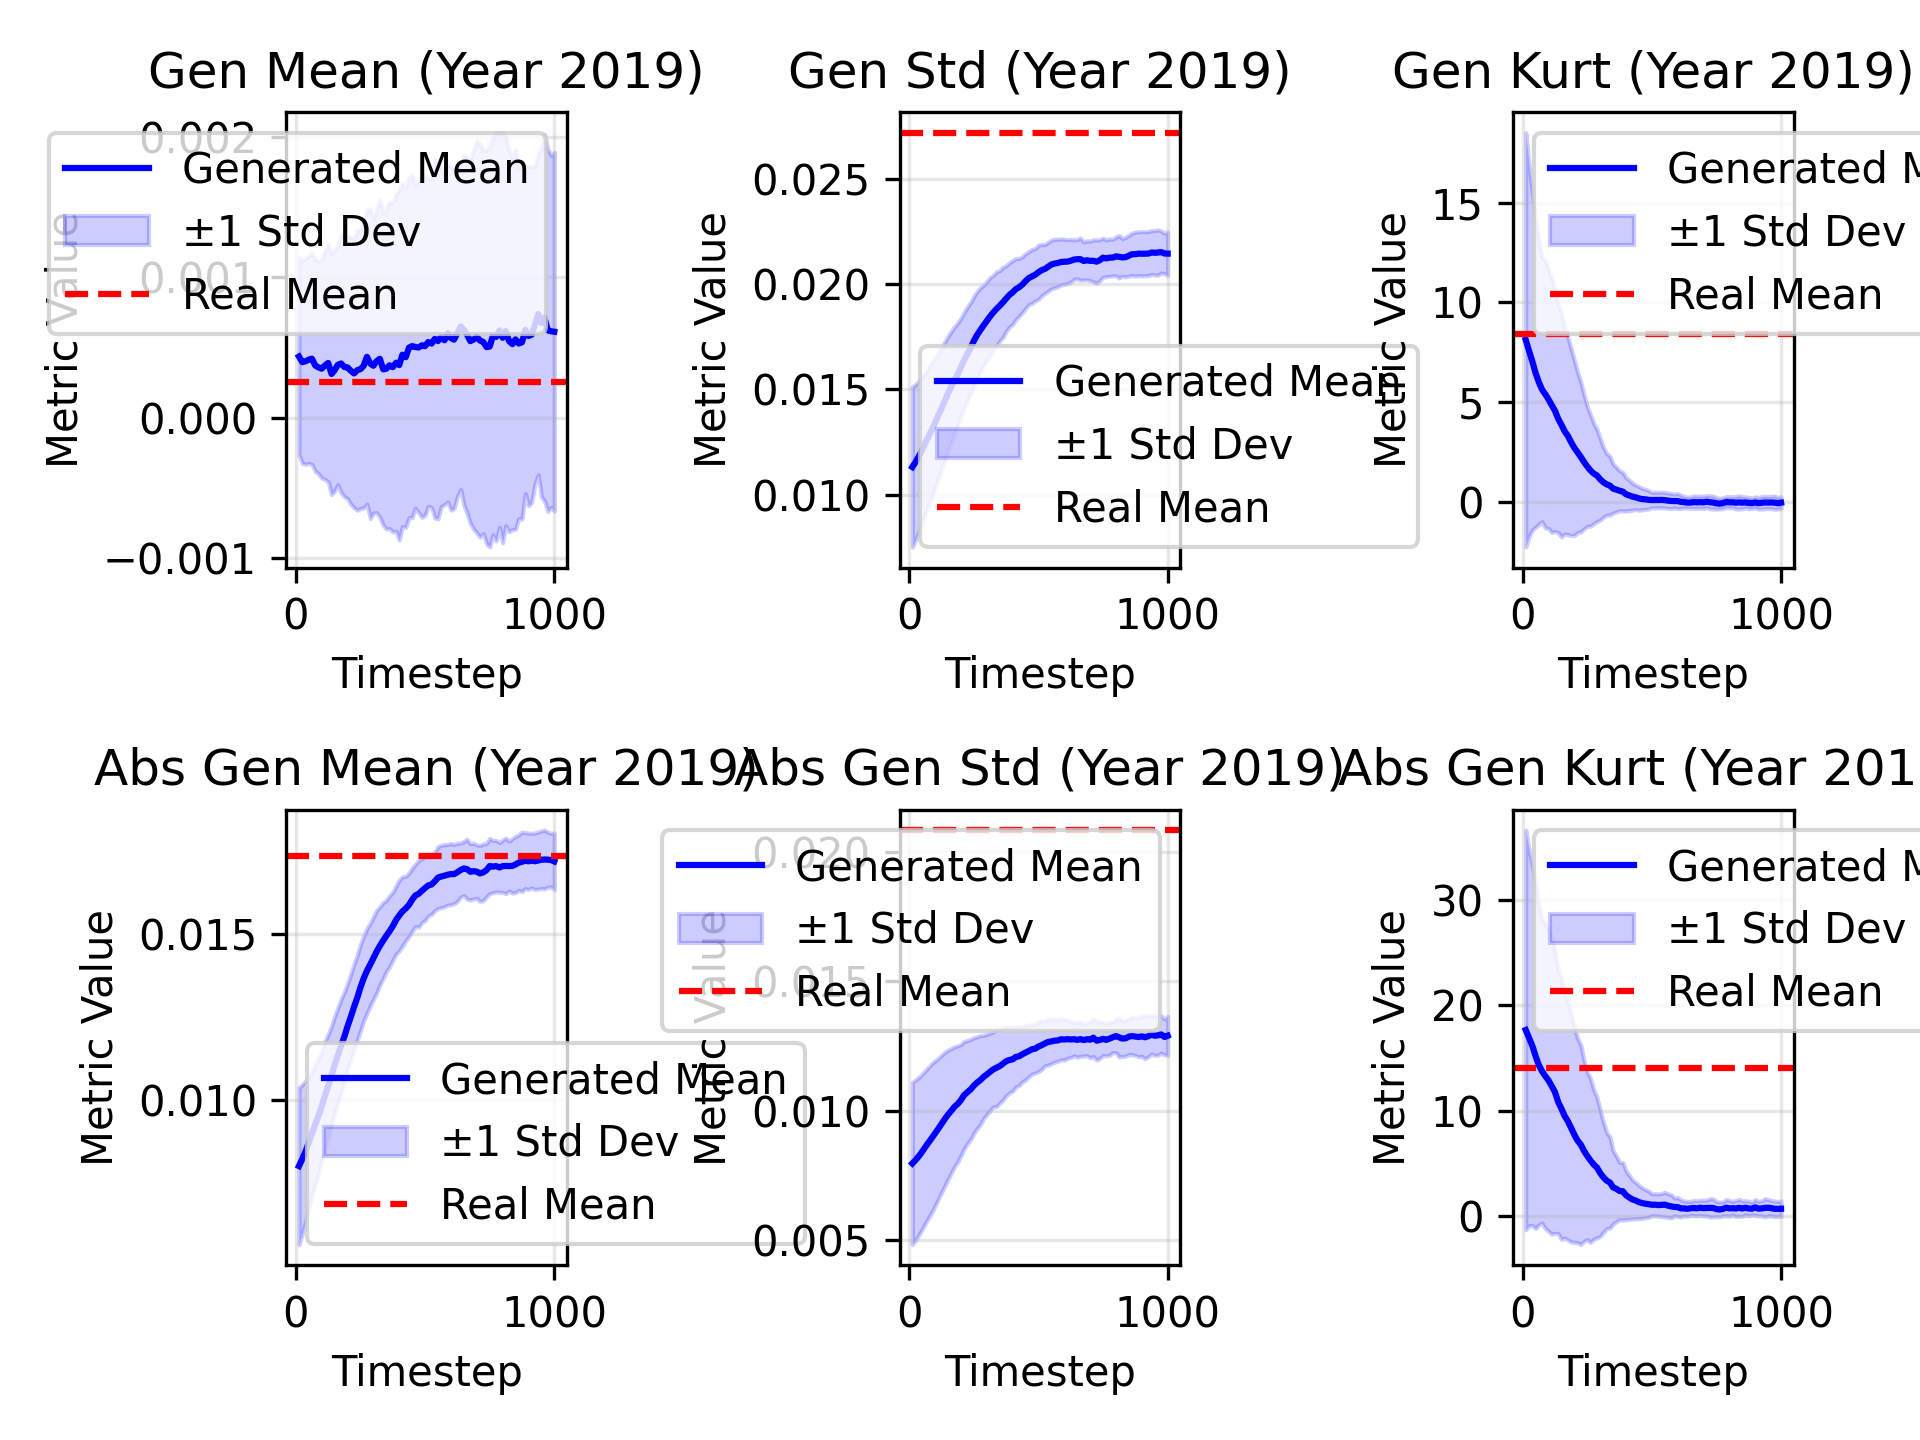 Gen Mean (Year 2019)
0.002
0.001
0.000
−0.001
Metric Value
Generated Mean
±1 Std Dev
Real Mean
0
1000
Timestep
Gen Std (Year 2019)
0.025
0.020
0.015
0.010
Metric Value
Generated Mean
±1 Std Dev
Real Mean
0
1000
Timestep
Gen Kurt (Year 2019)
15
10
5
0
Metric Value
Generated M
±1 Std Dev
Real Mean
0
1000
Timestep
Abs Gen Mean (Year 2019)
0.015
0.010
Metric Value
Generated Mean
±1 Std Dev
Real Mean
0
1000
Timestep
Abs Gen Std (Year 2019)
0.020
0.015
0.010
0.005
Metric Value
Generated Mean
±1 Std Dev
Real Mean
0
1000
Timestep
Abs Gen Kurt (Year 201
30
20
10
0
Metric Value
Generated M
±1 Std Dev
Real Mean
0
1000
Timestep